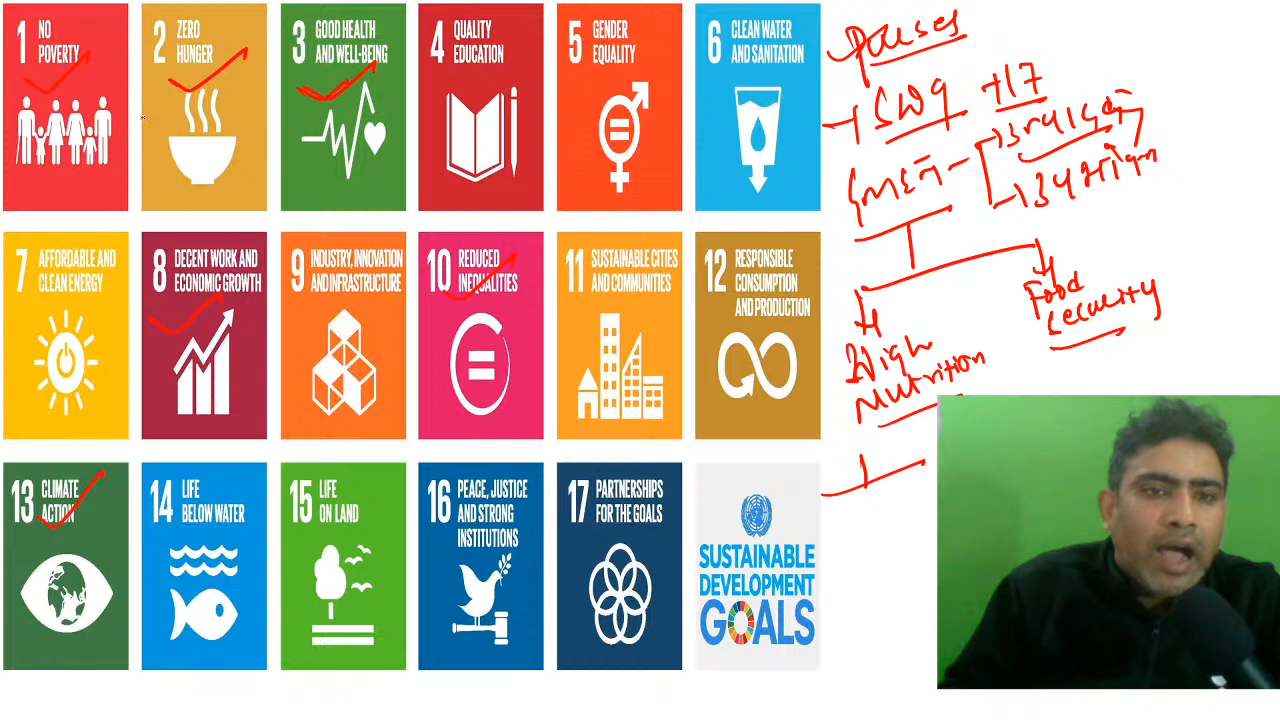 1 NO POVERTY
2 ZERO HUNGER
3 GOOD HEALTH AND WELL-BEING
4 QUALITY EDUCATION
5 GENDER EQUALITY
6 CLEAN WATER AND SANITATION
7 AFFORDABLE AND CLEAN ENERGY
8 DECENT WORK AND ECONOMIC GROWTH
9 INDUSTRY, INNOVATION AND INFRASTRUCTURE
10 REDUCED INEQUALITIES
11 SUSTAINABLE CITIES AND COMMUNITIES
12 RESPONSIBLE CONSUMPTION AND PRODUCTION
13 CLIMATE ACTION
14 LIFE BELOW WATER
15 LIFE ON LAND
16 PEACE, JUSTICE AND STRONG INSTITUTIONS
17 PARTNERSHIPS FOR THE GOALS
SUSTAINABLE
DEVELOPMENT
GOALS
17
Food
security
High
Nutrition